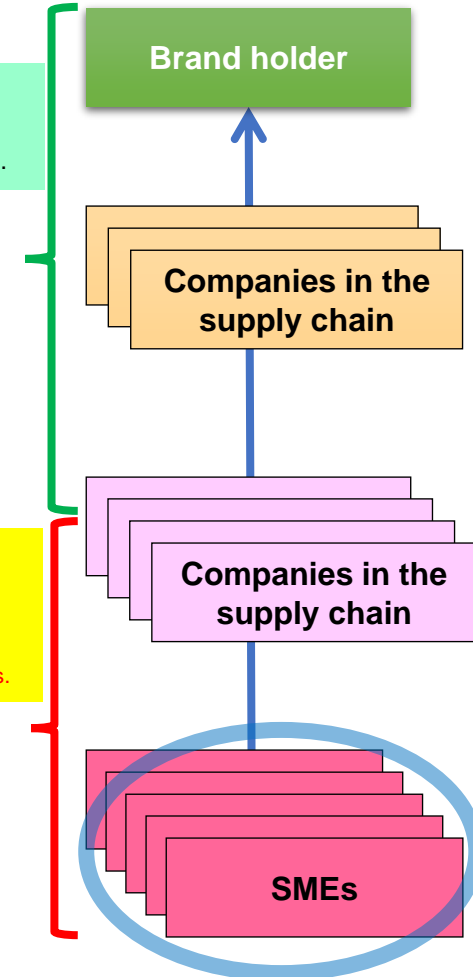 Brand holder
.
Companies in the
supply chain
Companies in the
supply chain
s.
SMEs